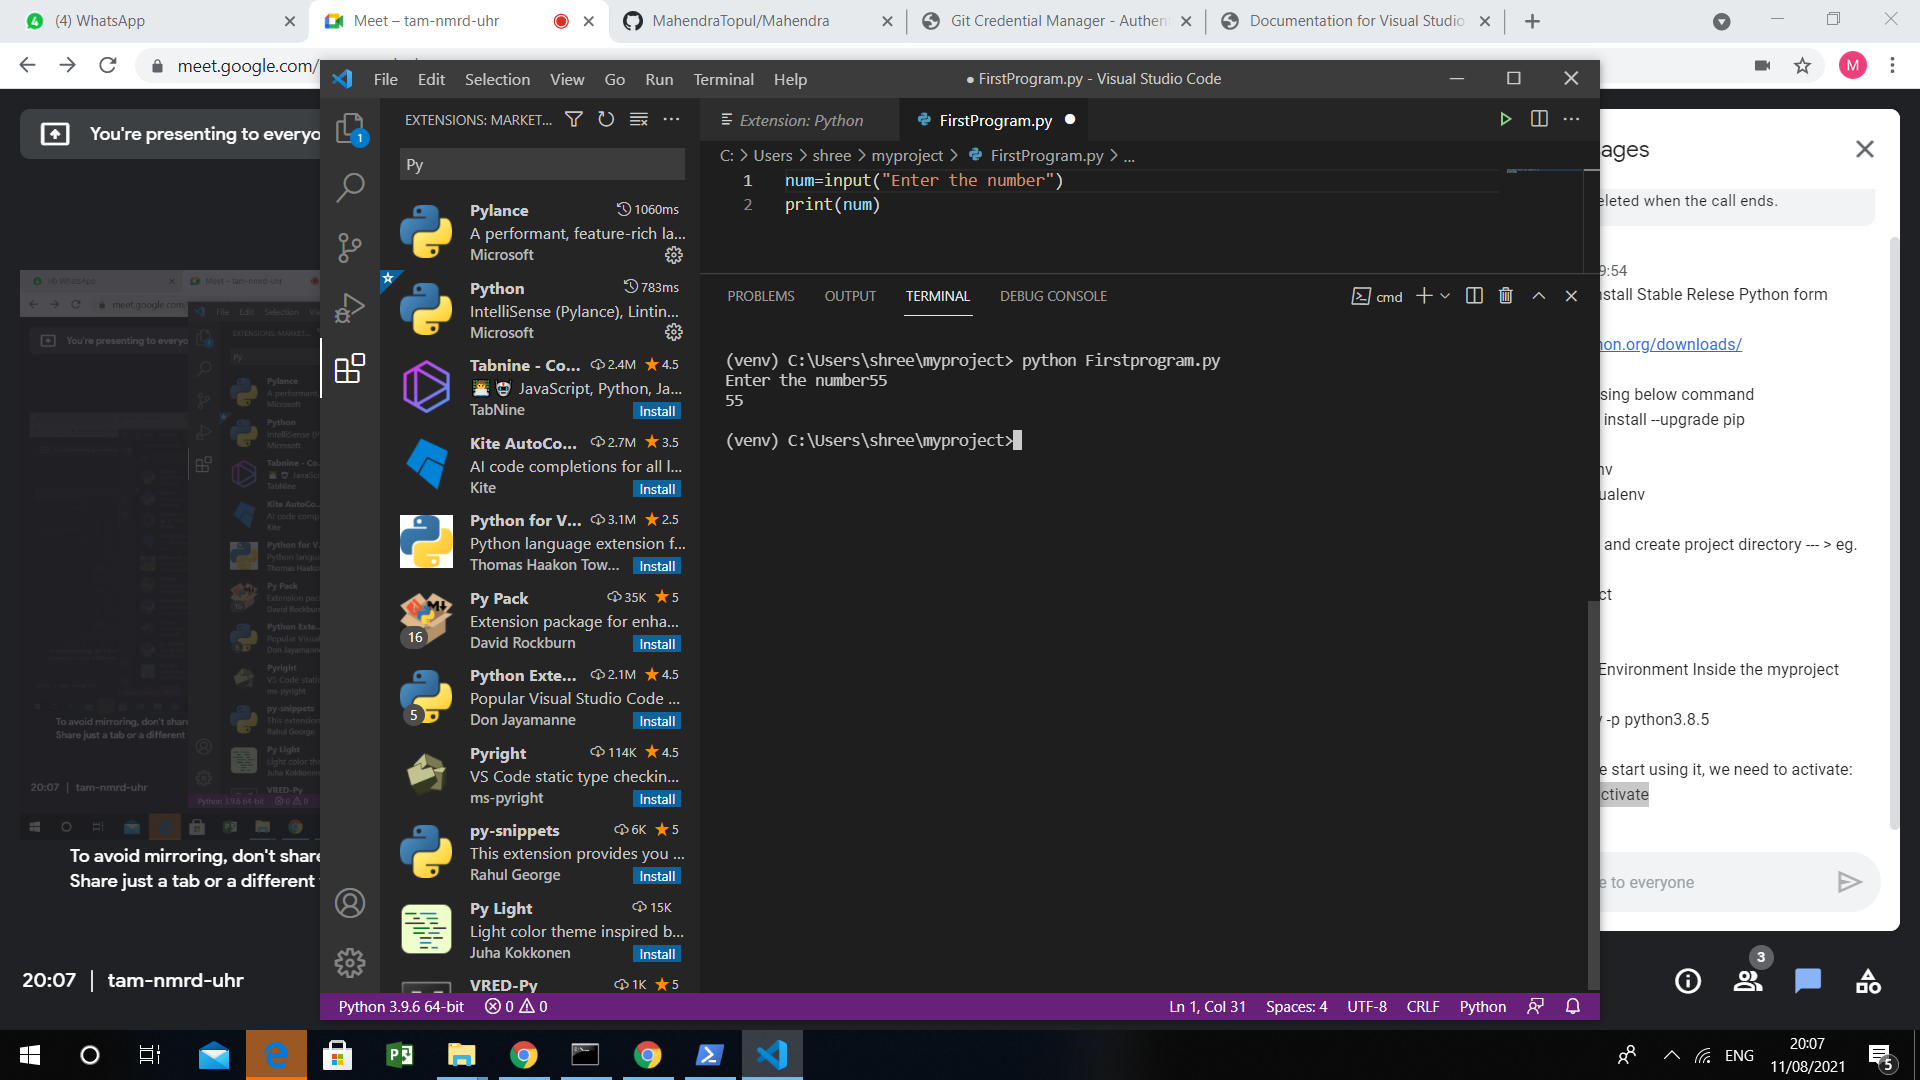 (4) WhatsApp
Meet – tam-nmrd-uhr
MahendraTopul/Mahendra
Git Credential Manager - Authen
Documentation for Visual Studio
meet.google.com/
M
File Edit Selection View Go Run Terminal Help
● FirstProgram.py - Visual Studio Code
You're presenting to everyo
EXTENSIONS: MARKET...
Extension: Python
FirstProgram.py
C: > Users > shree > myproject > FirstProgram.py > ...
Py
1 num=input("Enter the number")
2 print(num)
Pylance 1060ms
A performant, feature-rich la...
Microsoft
Python 783ms
IntelliSense (Pylance), Lintin...
Microsoft
Tabnine - Co... 2.4M 4.5
JavaScript, Python, Ja...
TabNine Install
Kite AutoCo... 2.7M 3.5
AI code completions for all l...
Kite Install
Python for V... 3.1M 2.5
Python language extension f...
Thomas Haakon Tow... Install
Py Pack 35K 5
Extension package for enha...
16 David Rockburn Install
Python Exte... 2.1M 4.5
Popular Visual Studio Code ...
5 Don Jayamanne Install
Pyright 114K 4.5
VS Code static type checkin...
ms-pyright Install
py-snippets 6K 5
This extension provides you ...
Rahul George Install
Py Light 15K
Light color theme inspired b...
Juha Kokkonen Install
VRED-Py 1K 5
PROBLEMS OUTPUT TERMINAL DEBUG CONSOLE
cmd
(venv) C:\Users\shree\myproject> python Firstprogram.py
Enter the number55
55
(venv) C:\Users\shree\myproject>
Python 3.9.6 64-bit 0 0
Ln 1, Col 31 Spaces: 4 UTF-8 CRLF Python
ages
eleted when the call ends.
9:54
nstall Stable Relese Python form
hon.org/downloads/
sing below command
install --upgrade pip
nv
ualenv
and create project directory --- > eg.
ct
Environment Inside the myproject
-p python3.8.5
e start using it, we need to activate:
ctivate
e to everyone
To avoid mirroring, don't share
Share just a tab or a different
20:07 | tam-nmrd-uhr
3
ENG
20:07
11/08/2021
5